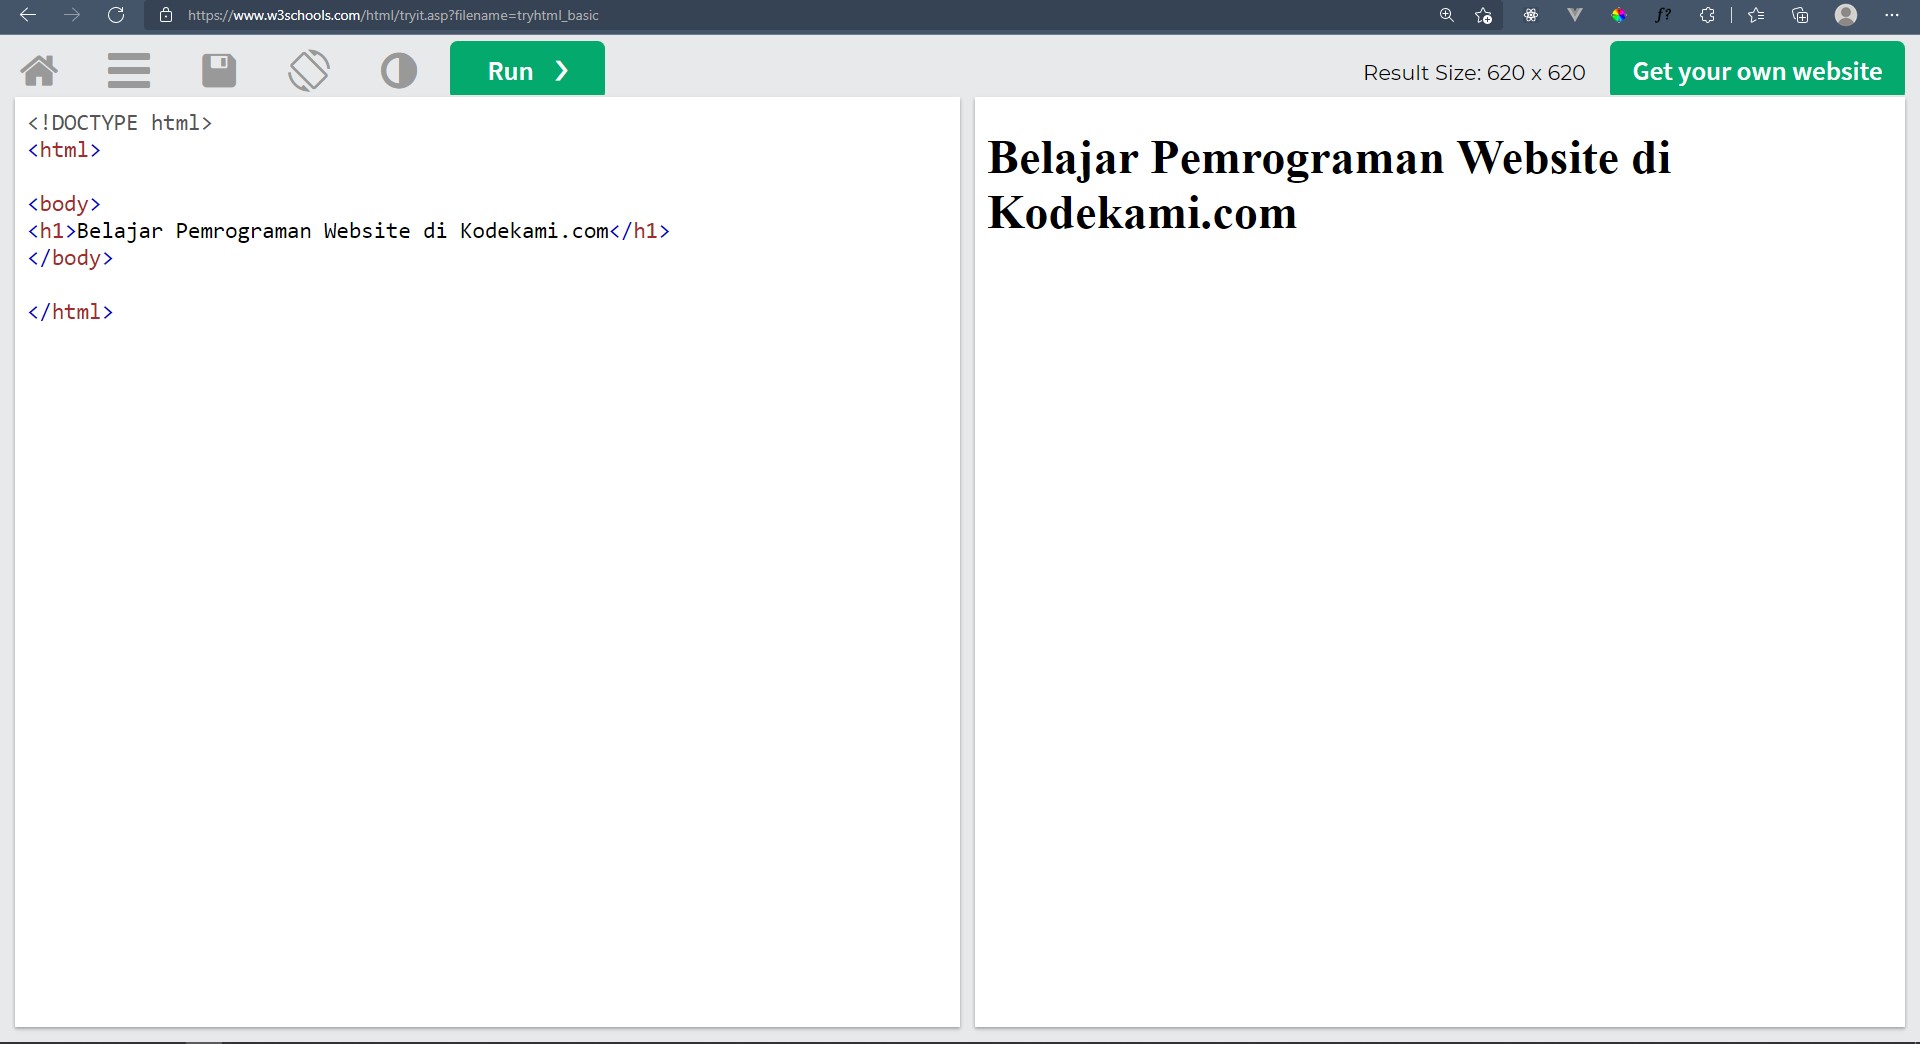 https://www.w3schools.com/html/tryit.asp?filename=tryhtml_basic
f?
Run ❯
Result Size: 620 x 620
Get your own website
<!DOCTYPE html>
<html>
<body>
<h1>Belajar Pemrograman Website di Kodekami.com</h1>
</body>
</html>
Belajar Pemrograman Website di
Kodekami.com